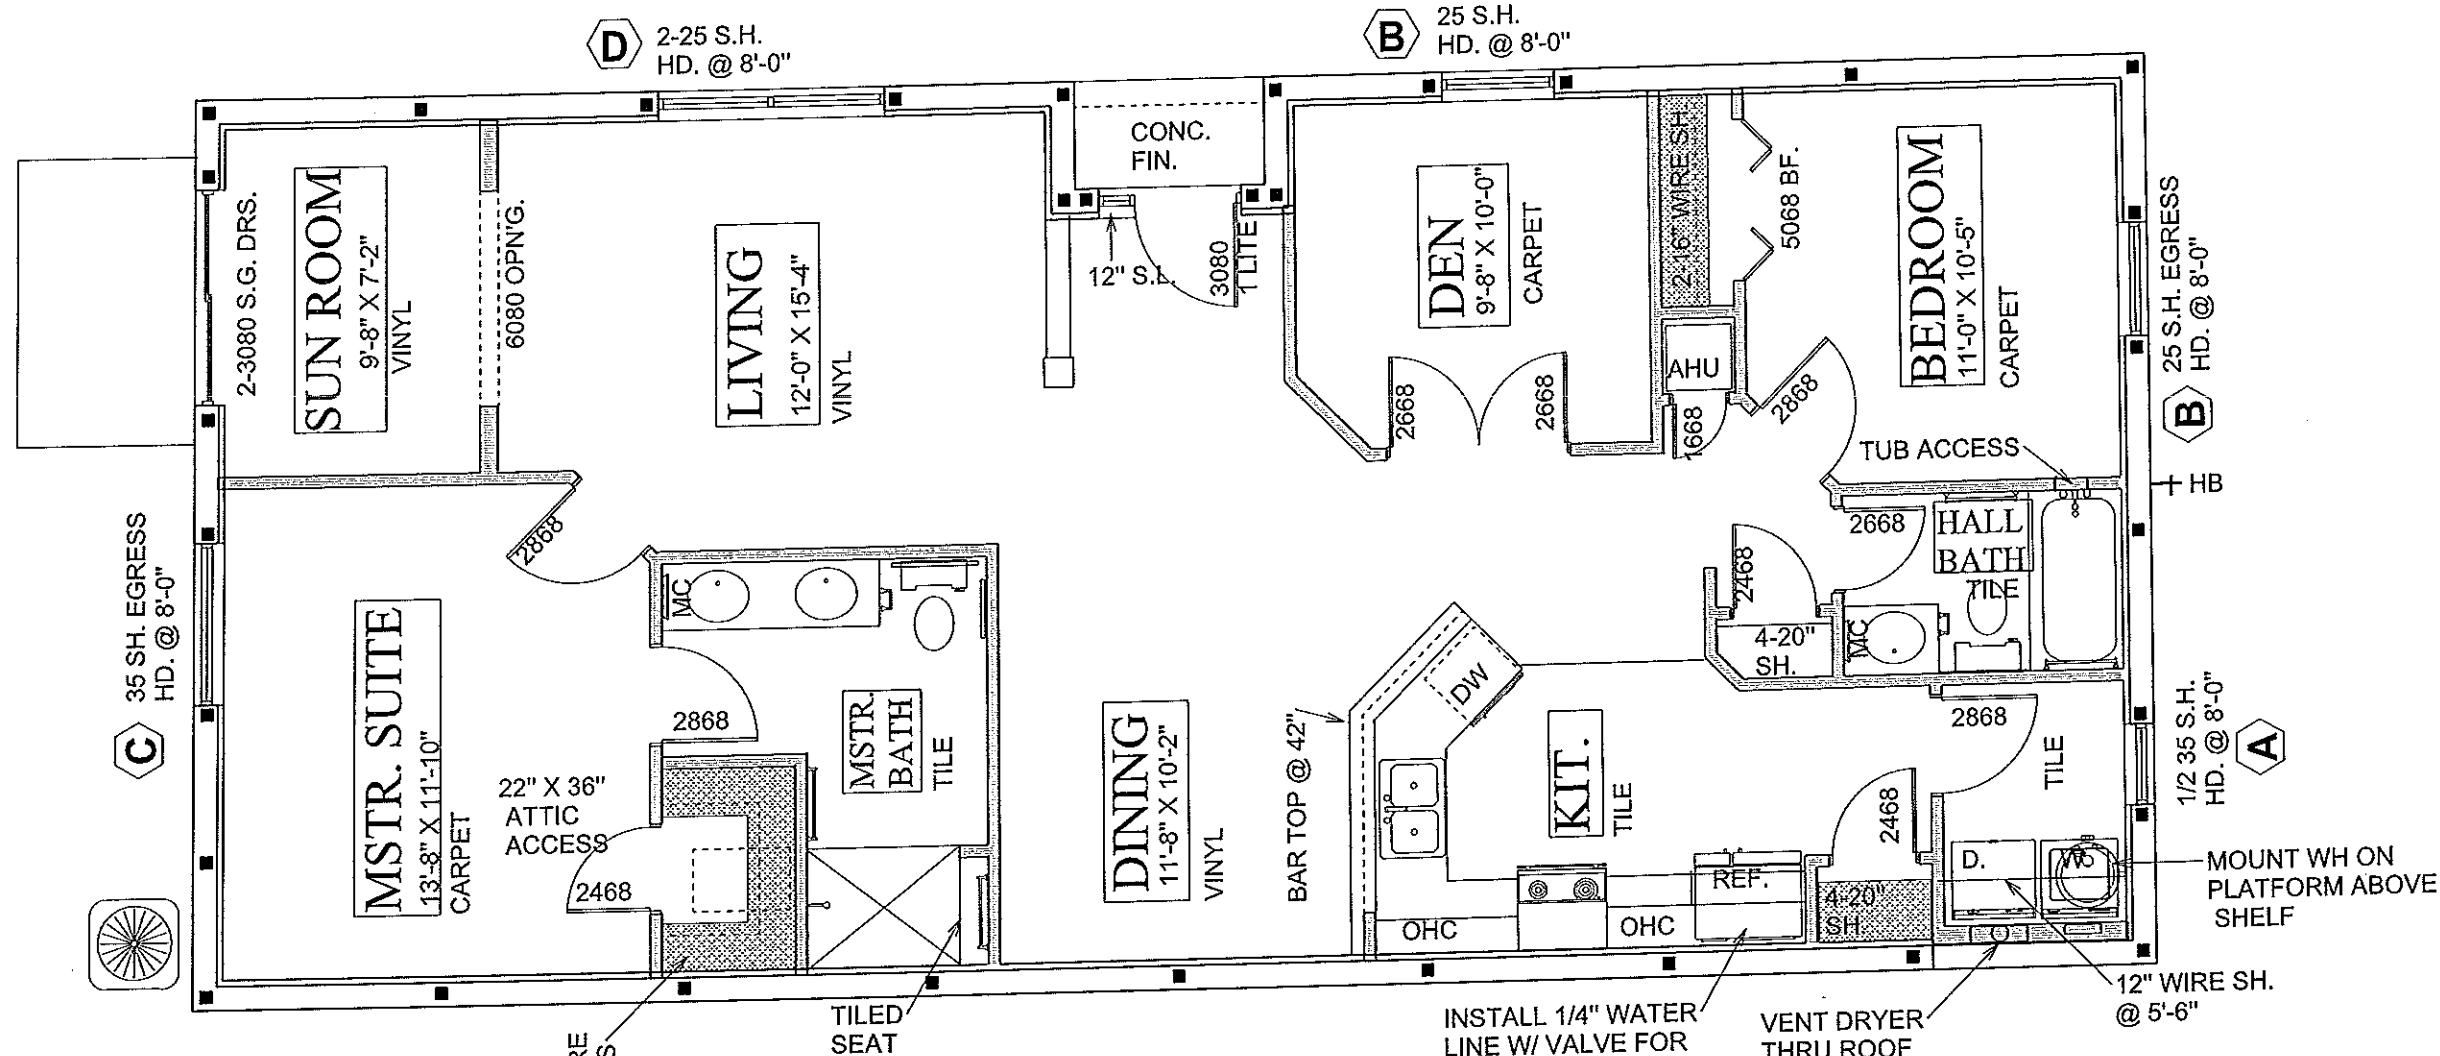 D
2-25 S.H.
HD. @ 8'-0"
B
25 S.H.
HD. @ 8'-0"
2-3080 S.G. DRS.
SUN ROOM
9'-8" X 7'-2"
VINYL
6080 OPN'G.
LIVING
12'-0" X 15'-4"
VINYL
CONC.
FIN.
12" S.L.
3080
1 LITE
DEN
9'-8" X 10'-0"
CARPET
2668
2668
2-16" WIRE SH.
5068 BF.
AHU
1668
BEDROOM
11'-0" X 10'-5"
CARPET
2868
25 S.H. EGRESS
HD. @ 8'-0"
B
TUB ACCESS
HB
35 SH. EGRESS
HD. @ 8'-0"
C
2868
MSTR. SUITE
13'-8" X 11'-10"
CARPET
22" X 36"
ATTIC
ACCESS
2468
MC
2868
MSTR.
BATH
TILE
DINING
11'-8" X 10'-2"
VINYL
BAR TOP @ 42"
DW
KIT.
TILE
OHC
OHC
REF.
2468
4-20"
SH.
2668
HALL
BATH
TILE
MC
2868
TILE
2468
4-20"
SH.
D.
W.
1/2 35 S.H.
HD. @ 8'-0"
A
MOUNT WH ON
PLATFORM ABOVE
SHELF
12" WIRE SH.
@ 5'-6"
VENT DRYER
THRU ROOF
INSTALL 1/4" WATER
LINE W/ VALVE FOR
TILED
SEAT
RE
S